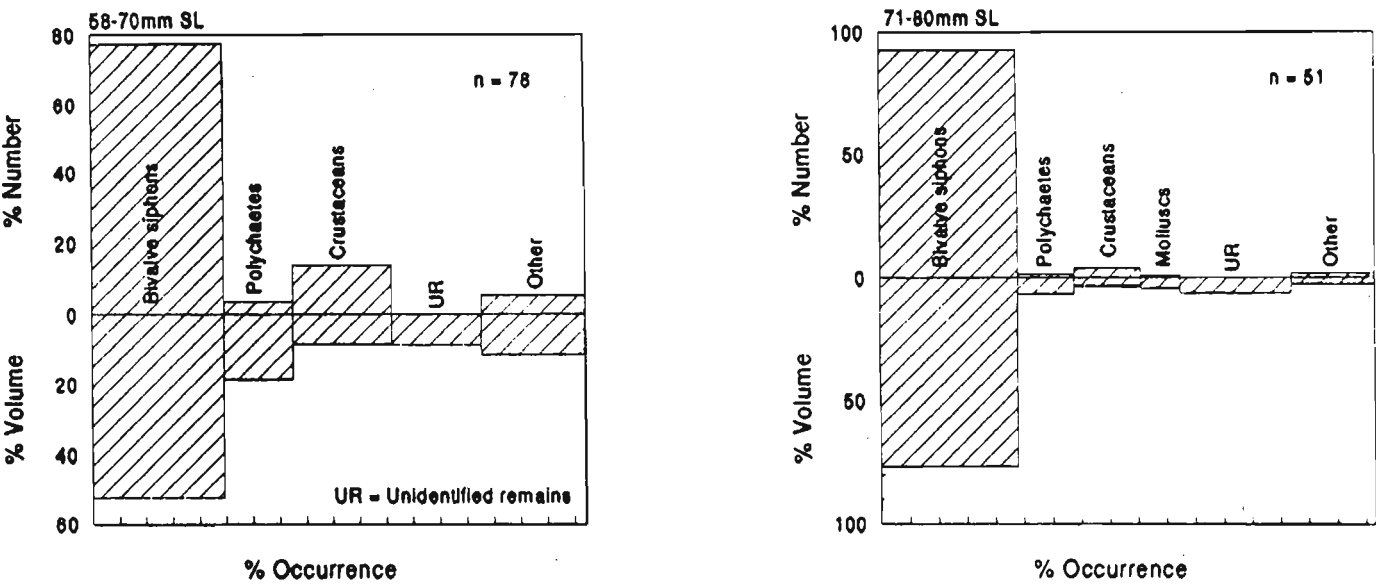 58-70mm SL
80
60
40
20
0
20
40
60
% Number
% Volume
n = 78
Bivalve siphens
Polychaetes
Crustaceans
UR
Other
UR = Unidentified remains
% Occurrence
71-80mm SL
100
50
0
50
100
% Number
% Volume
n = 51
Bivalve siphons
Polychaetes
Crustaceans
Molluscs
UR
Other
% Occurrence